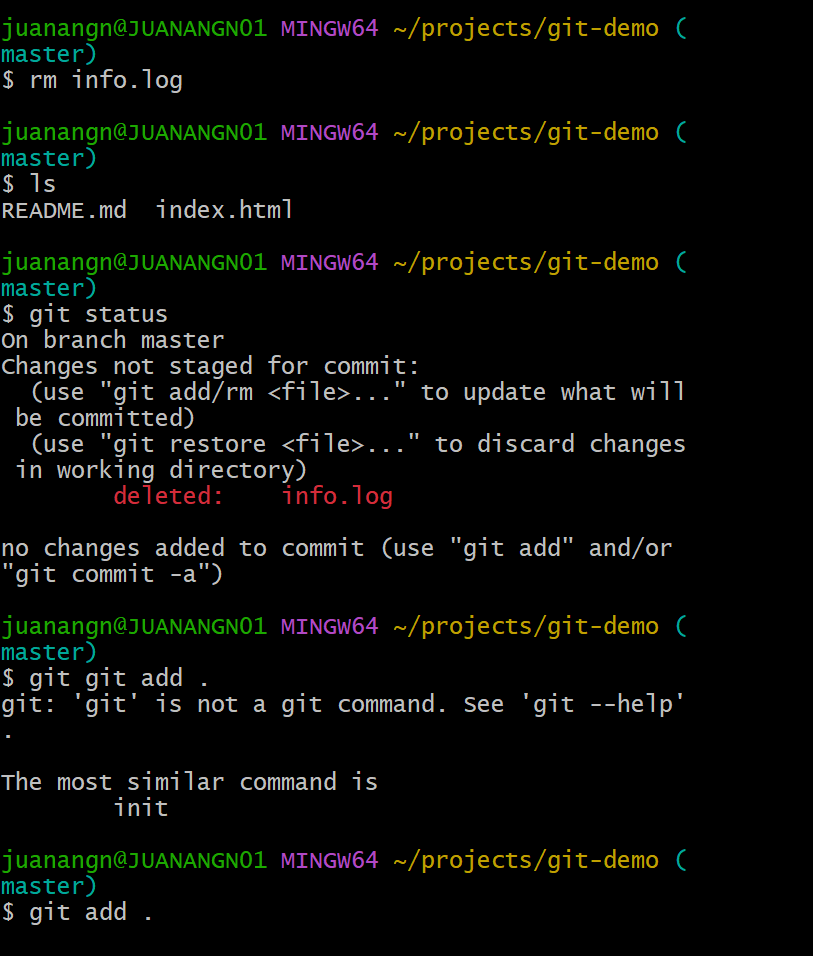 juanangn@JUANANGN01 MINGW64 ~/projects/git-demo (
master)
$ rm info.log
juanangn@JUANANGN01 MINGW64 ~/projects/git-demo (
master)
$ ls
README.md  index.html
juanangn@JUANANGN01 MINGW64 ~/projects/git-demo (
master)
$ git status
On branch master
Changes not staged for commit:
  (use "git add/rm <file>..." to update what will
 be committed)
  (use "git restore <file>..." to discard changes
 in working directory)
        deleted:    info.log
no changes added to commit (use "git add" and/or
"git commit -a")
juanangn@JUANANGN01 MINGW64 ~/projects/git-demo (
master)
$ git git add .
git: 'git' is not a git command. See 'git --help'
.
The most similar command is
        init
juanangn@JUANANGN01 MINGW64 ~/projects/git-demo (
master)
$ git add .